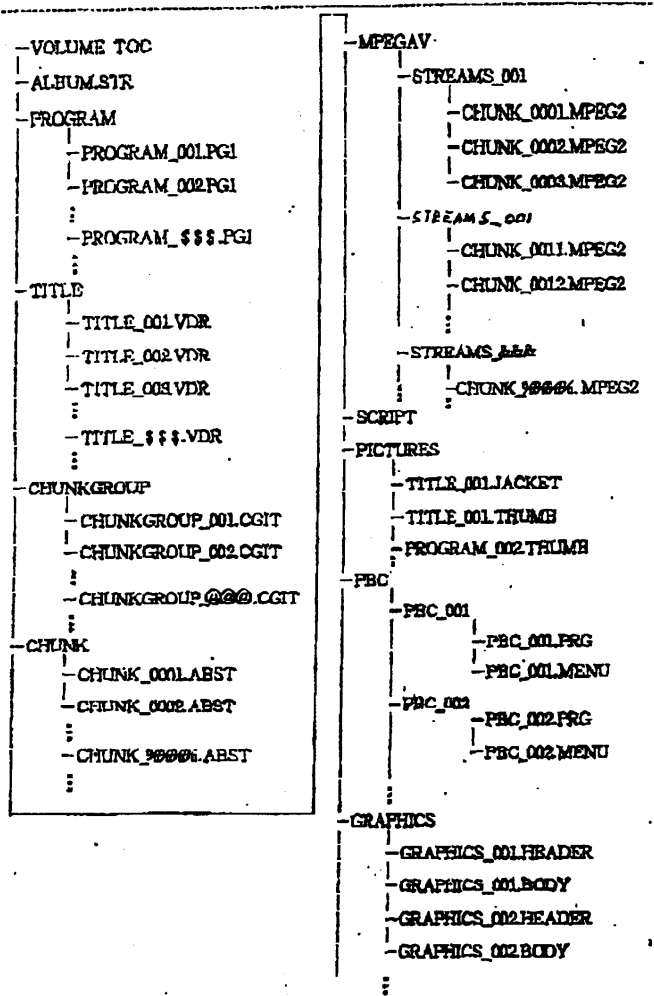 VOLUME TOC
ALBUM.STR
PROGRAM
PROGRAM_001.PG1
PROGRAM_002.PG1
PROGRAM_$$$.PG1
TITLE
TITLE_001.VDR
TITLE_002.VDR
TITLE_003.VDR
TITLE_$$$.VDR
CHUNKGROUP
CHUNKGROUP_001.CGIT
CHUNKGROUP_002.CGIT
CHUNKGROUP_@@@.CGIT
CHUNK
CHUNK_0001.ABST
CHUNK_0002.ABST
CHUNK_%%%%.ABST
MPEGAV
STREAMS_001
CHUNK_0001.MPEG2
CHUNK_0002.MPEG2
CHUNK_0003.MPEG2
STREAMS_001
CHUNK_0011.MPEG2
CHUNK_0012.MPEG2
STREAMS_&&&
CHUNK_%%%%.MPEG2
SCRIPT
PICTURES
TITLE_001.JACKET
TITLE_001.THUMB
PROGRAM_002.THUMB
PBC
PBC_001
PBC_001.PRG
PBC_001.MENU
PBC_002
PBC_002.PRG
PBC_002.MENU
GRAPHICS
GRAPHICS_001.HEADER
GRAPHICS_001.BODY
GRAPHICS_002.HEADER
GRAPHICS_002.BODY